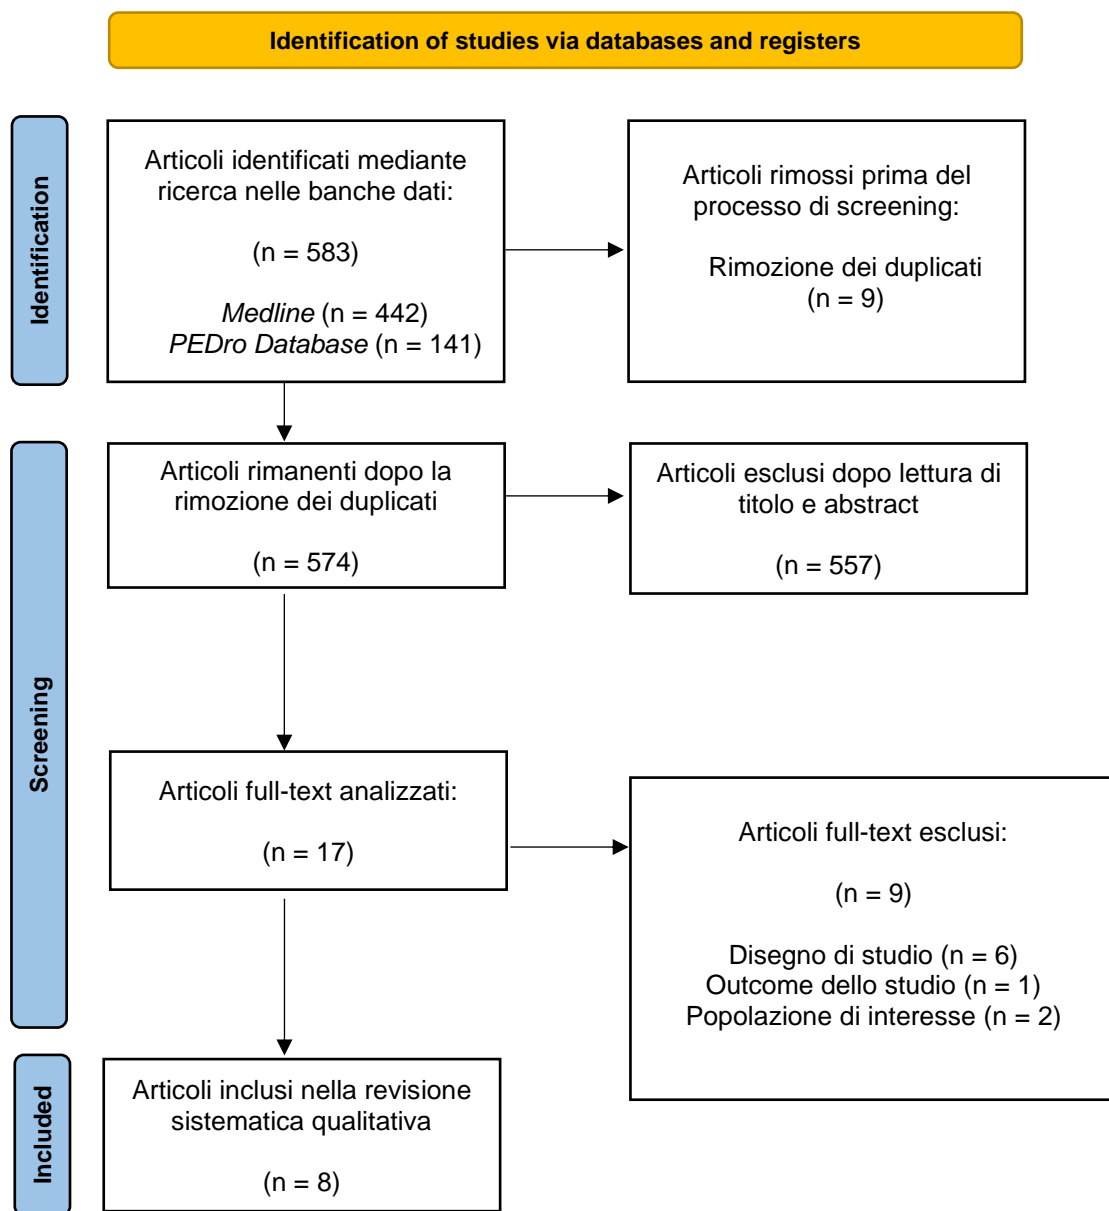 Identification of studies via databases and registers
Identification
Articoli identificati mediante
ricerca nelle banche dati:
(n = 583)
Medline (n = 442)
PEDro Database (n = 141)
Articoli rimossi prima del
processo di screening:
Rimozione dei duplicati
(n = 9)
Screening
Articoli rimanenti dopo la
rimozione dei duplicati
(n = 574)
Articoli esclusi dopo lettura di
titolo e abstract
(n = 557)
Articoli full-text analizzati:
(n = 17)
Articoli full-text esclusi:
(n = 9)
Disegno di studio (n = 6)
Outcome dello studio (n = 1)
Popolazione di interesse (n = 2)
Included
Articoli inclusi nella revisione
sistematica qualitativa
(n = 8)